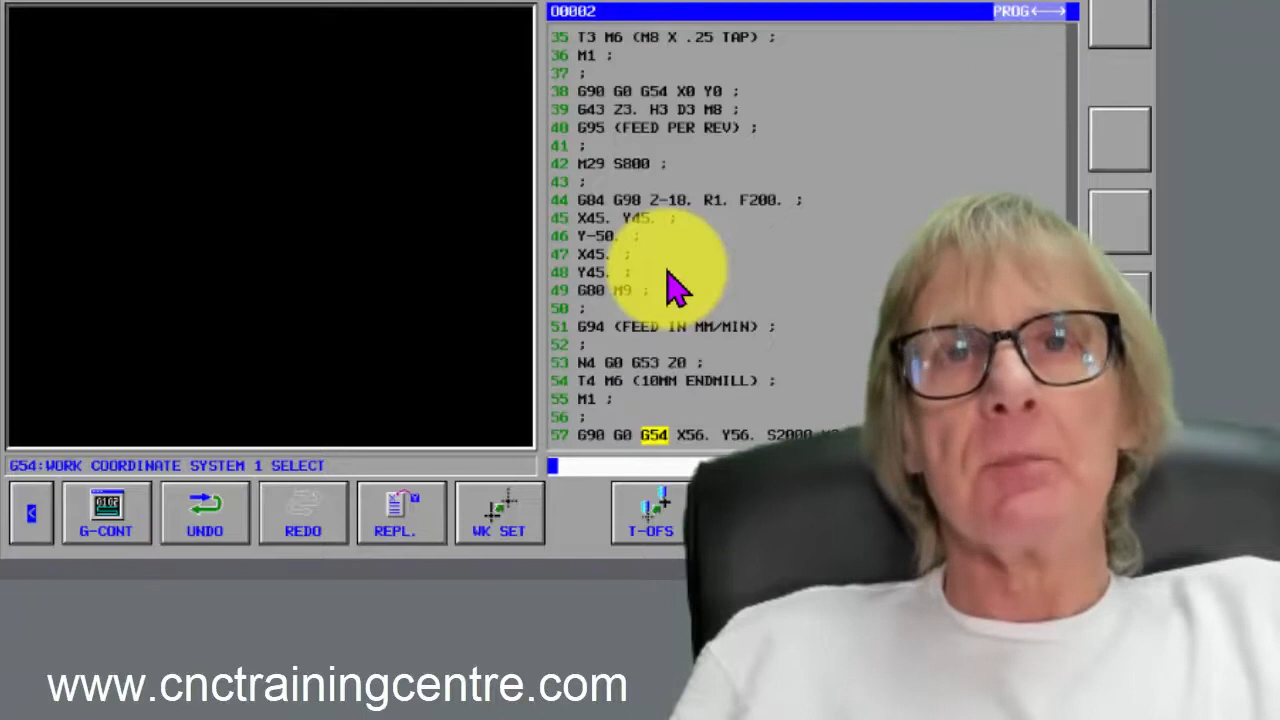 O0002 PROG<-->
35 T3 M6 (M8 X .25 TAP) ;
36 M1 ;
37 ;
38 G90 G0 G54 X0 Y0 ;
39 G43 Z3. H3 D3 M8 ;
40 G95 (FEED PER REV) ;
41 ;
42 M29 S800 ;
43 ;
44 G84 G98 Z-18. R1. F200. ;
45 X45. Y45. ;
46 Y-50. ;
47 X45. ;
48 Y45. ;
49 G80 M9 ;
50 ;
51 G94 (FEED IN MM/MIN) ;
52 ;
53 N4 G0 G53 Z0 ;
54 T4 M6 (10MM ENDMILL) ;
55 M1 ;
56 ;
57 G90 G0 G54 X56. Y56. S2000
G54:WORK COORDINATE SYSTEM 1 SELECT
< G-CONT UNDO REDO REPL. WK SET T-OFS
www.cnctrainingcentre.com